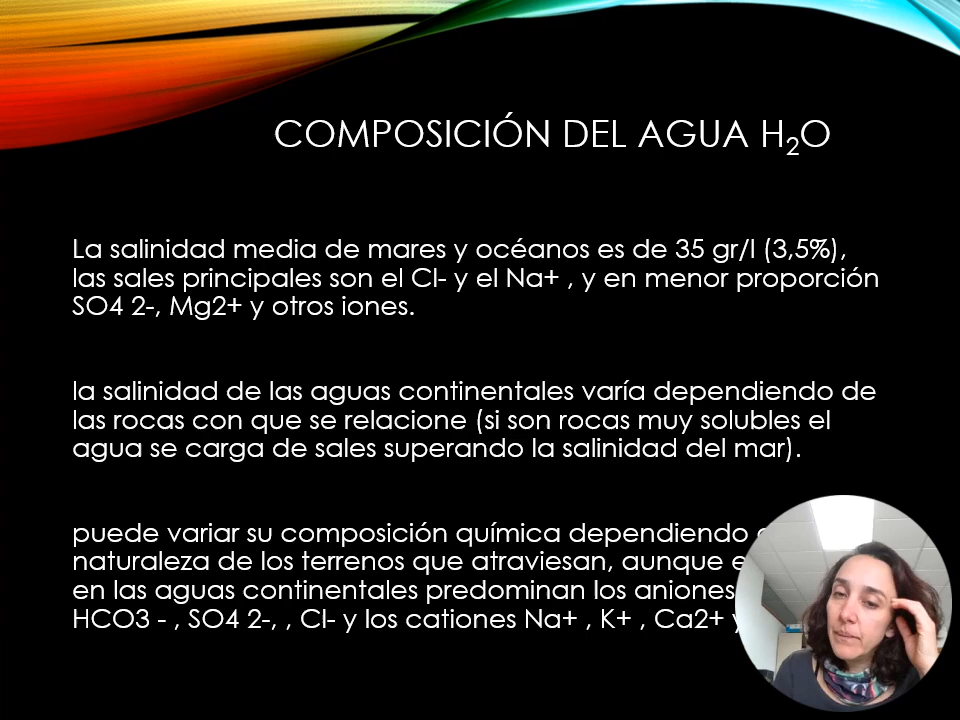 COMPOSICIÓN DEL AGUA H₂O
La salinidad media de mares y océanos es de 35 gr/l (3,5%),
las sales principales son el Cl- y el Na+ , y en menor proporción
SO4 2-, Mg2+ y otros iones.
la salinidad de las aguas continentales varía dependiendo de
las rocas con que se relacione (si son rocas muy solubles el
agua se carga de sales superando la salinidad del mar).
puede variar su composición química dependiendo
naturaleza de los terrenos que atraviesan, aunque
en las aguas continentales predominan los aniones
HCO3 - , SO4 2-, , Cl- y los cationes Na+ , K+ , Ca2+ y